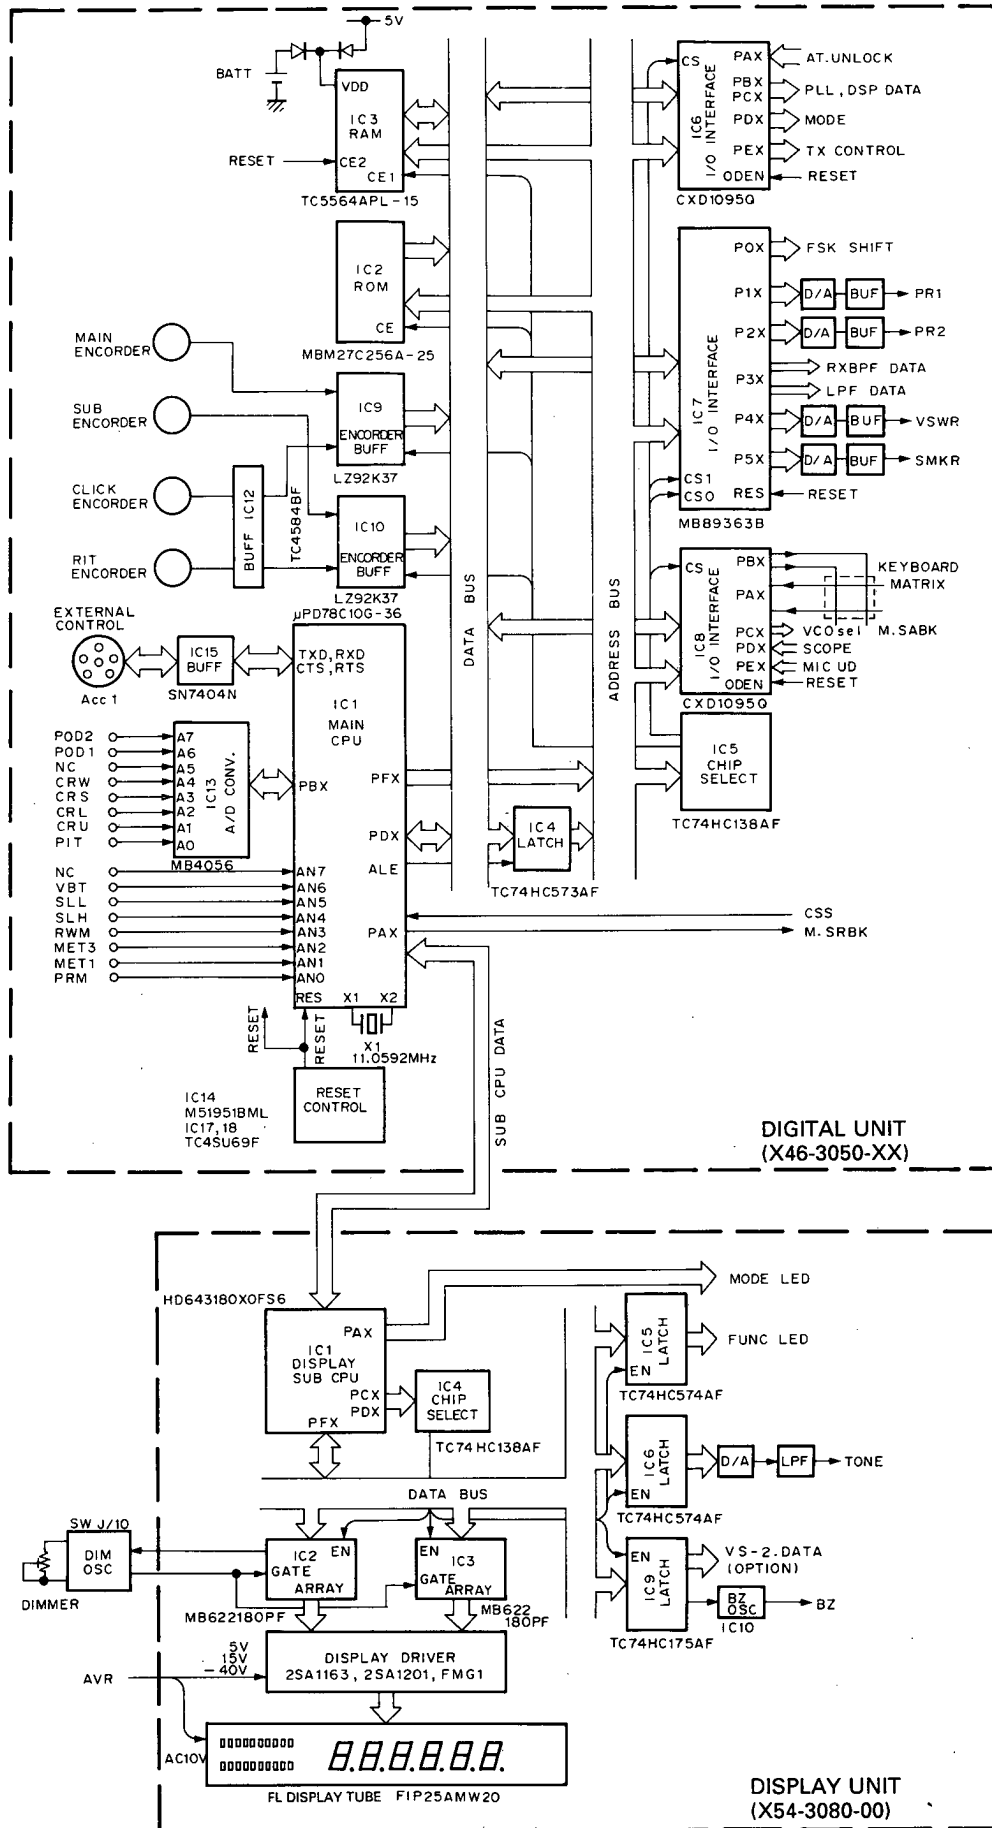 5V
BATT
VDD
IC3
RAM
RESET
CE2
CE1
TC5564APL-15
IC2
ROM
CE
MBM27C256A-25
MAIN
ENCORDER
SUB
ENCORDER
CLICK
ENCORDER
RIT
ENCORDER
BUFF IC12
TC4584BF
IC9
ENCORDER
BUFF
LZ92K37
IC10
ENCORDER
BUFF
LZ92K37
μPD78C10G-36
EXTERNAL
CONTROL
Acc 1
IC15
BUFF
SN7404N
TXD, RXD
CTS, RTS
IC1
MAIN
CPU
PBX
PFX
PDX
ALE
PAX
POD2
POD1
NC
CRW
CRS
CRL
CRU
PIT
A7
A6
A5
A4
A3
A2
A1
A0
IC13
A/D CONV.
MB4056
NC
VBT
SLL
SLH
RWM
MET3
MET1
PRM
AN7
AN6
AN5
AN4
AN3
AN2
AN1
AN0
RES
X1
X2
X1
11.0592MHz
RESET
RESET
RESET
CONTROL
IC14
M51951BML
IC17, 18
TC4SU69F
DATA BUS
ADDRESS BUS
IC4
LATCH
TC74HC573AF
CSS
M. SRBK
SUB CPU DATA
CS
IC6
I/O INTERFACE
PAX
PBX
PCX
PDX
PEX
ODEN
AT.UNLOCK
PLL, DSP DATA
MODE
TX CONTROL
RESET
CXD1095Q
IC7
I/O INTERFACE
POX
P1X
P2X
P3X
P4X
P5X
CS1
CS0
RES
FSK SHIFT
D/A
BUF
PR1
D/A
BUF
PR2
RXBPF DATA
LPF DATA
D/A
BUF
VSWR
D/A
BUF
SMKR
RESET
MB89363B
CS
IC8
I/O INTERFACE
PBX
PAX
PCX
PDX
PEX
ODEN
KEYBOARD
MATRIX
VCOsel
M.SABK
SCOPE
MIC UD
RESET
CXD1095Q
IC5
CHIP
SELECT
TC74HC138AF
DIGITAL UNIT
(X46-3050-XX)
HD643180X0FS6
PAX
IC1
DISPLAY
SUB CPU
PCX
PDX
PFX
IC4
CHIP
SELECT
TC74HC138AF
MODE LED
IC5
LATCH
EN
FUNC LED
TC74HC574AF
IC6
LATCH
EN
D/A
LPF
TONE
TC74HC574AF
EN
IC9
LATCH
VS-2.DATA
(OPTION)
BZ
OSC
BZ
IC10
TC74HC175AF
DATA BUS
SW J/10
DIM
OSC
DIMMER
IC2
EN
GATE
ARRAY
MB622180PF
EN
IC3
GATE
ARRAY
MB622
180PF
5V
15V
-40V
AVR
DISPLAY DRIVER
2SA1163, 2SA1201, FMG1
AC10V
8.8.8.8.8.8.
FL DISPLAY TUBE FIP25AMW20
DISPLAY UNIT
(X54-3080-00)